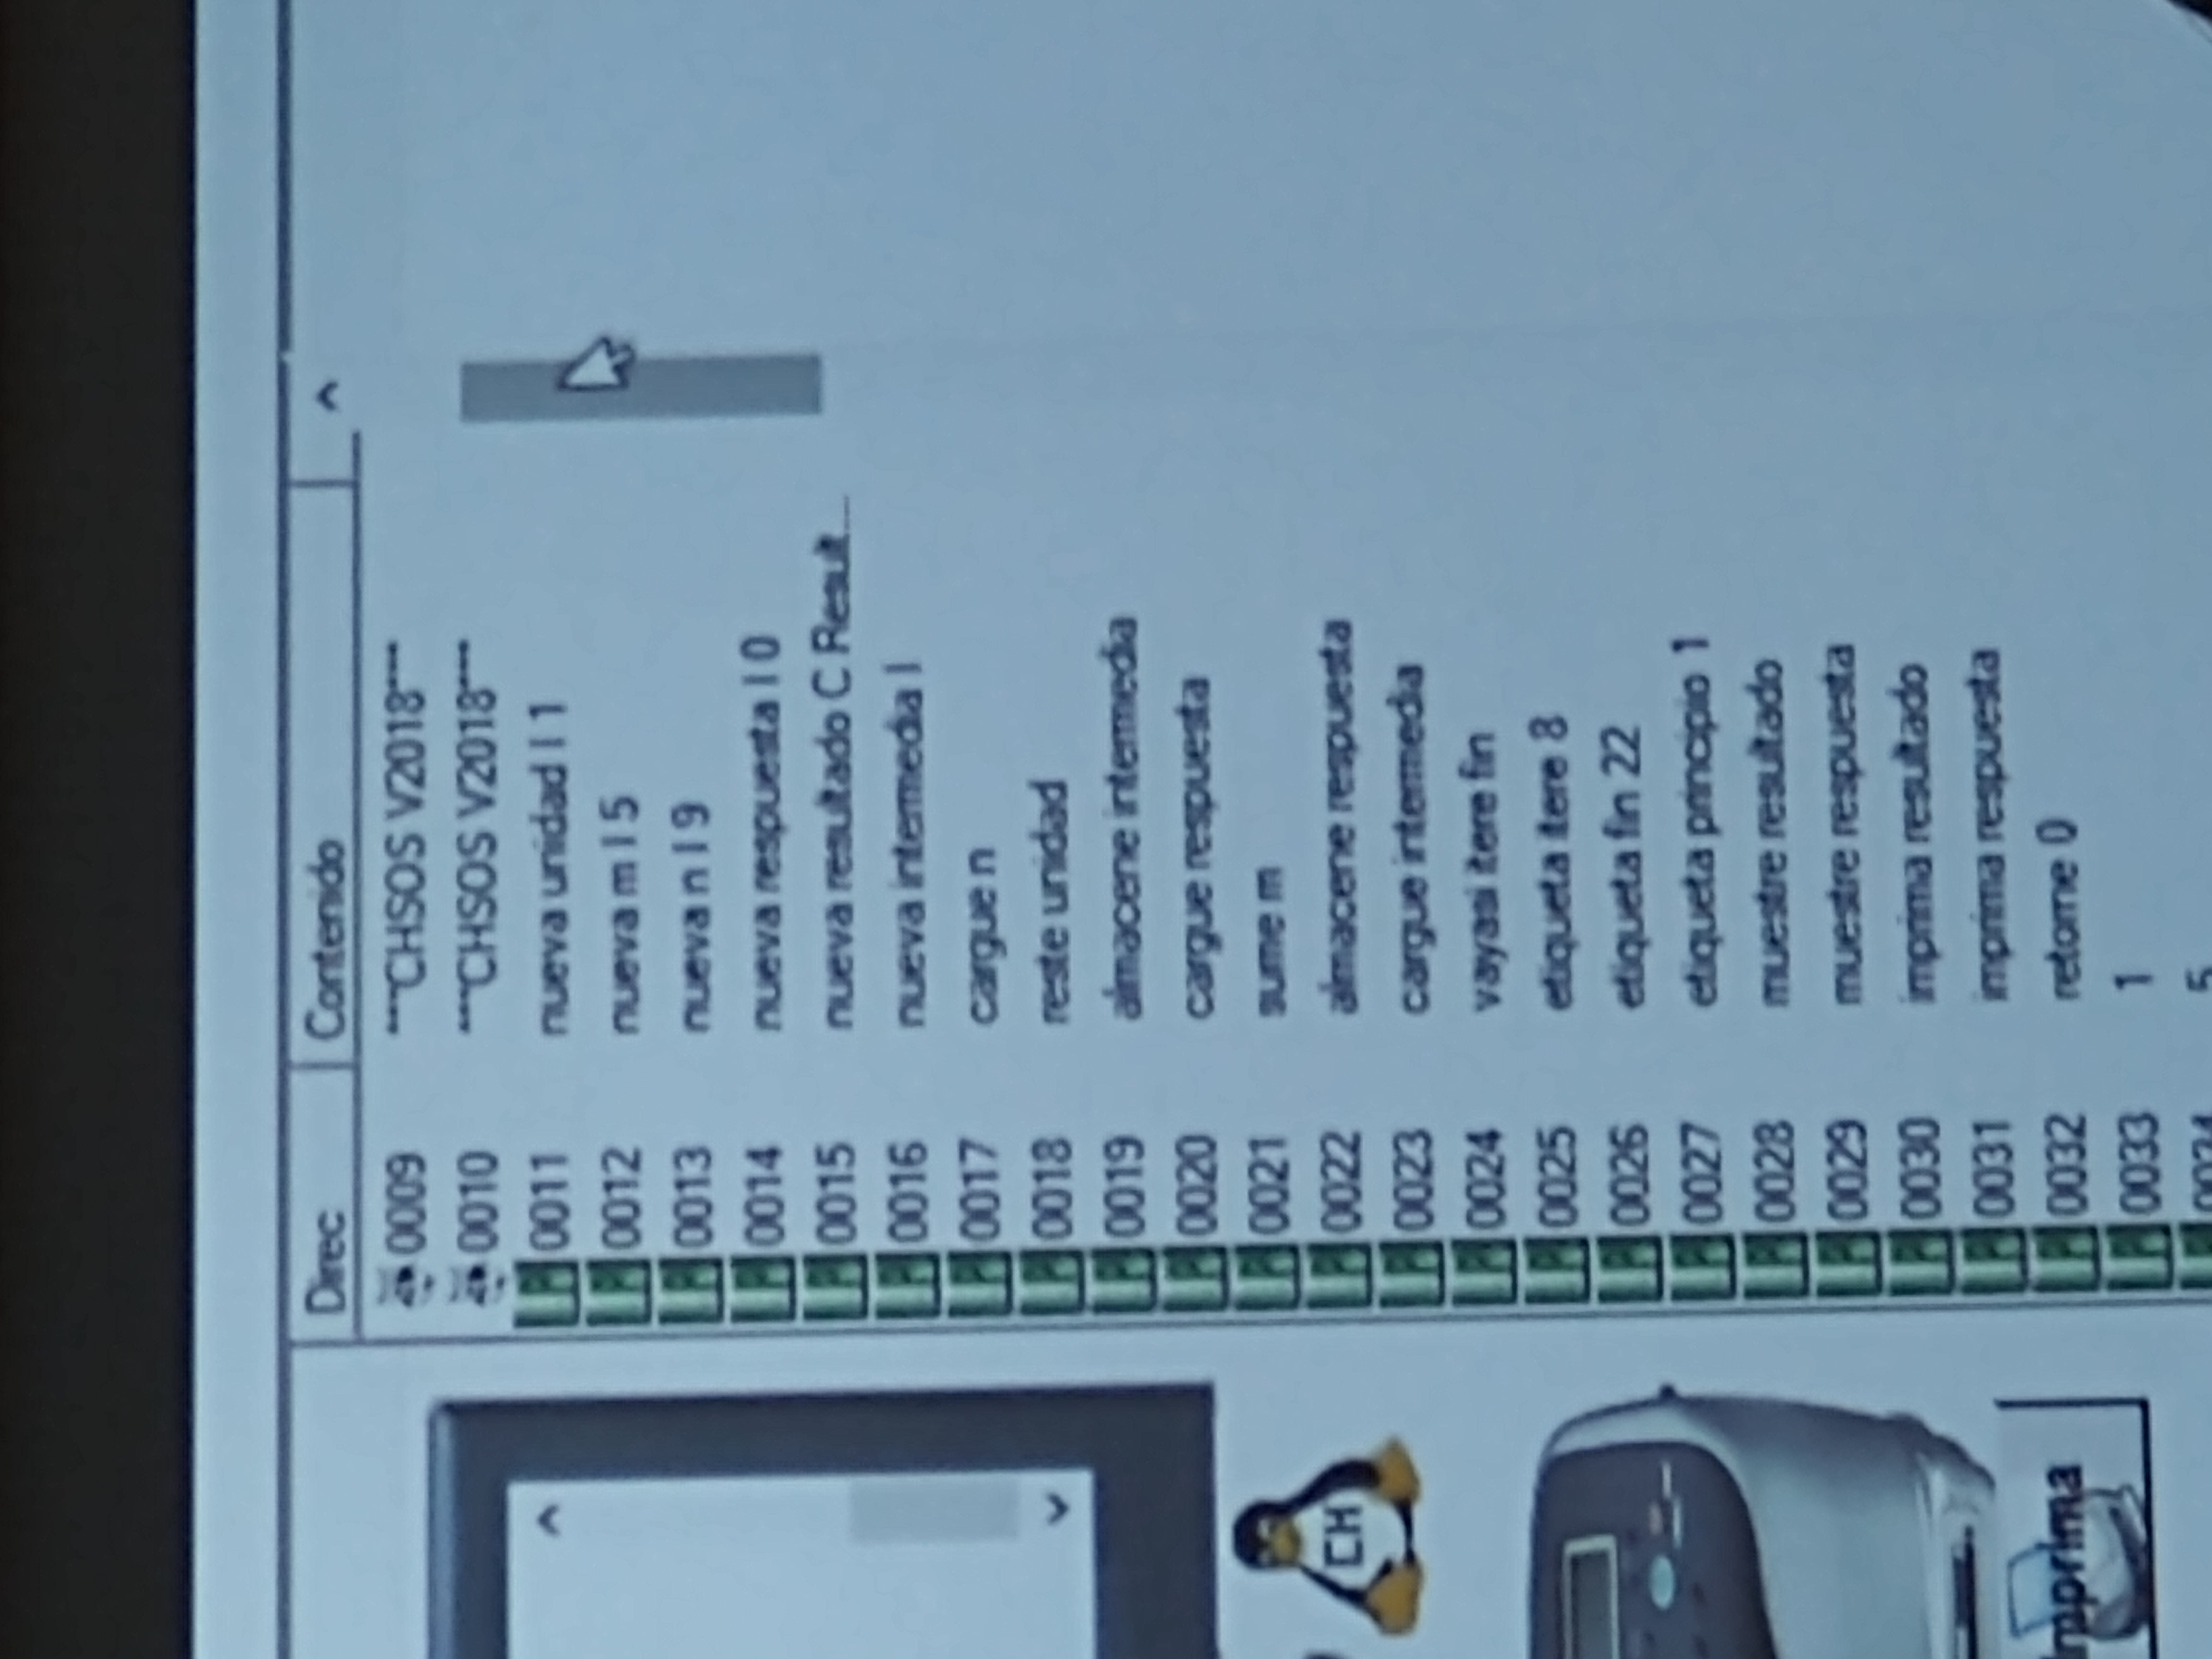 Direc Contenido
0009 ***CHSOS V2018***
0010 ***CHSOS V2018***
0011 nueva unidad I 1
0012 nueva m I 5
0013 nueva n I 9
0014 nueva respuesta I 0
0015 nueva resultado C Result...
0016 nueva intermedia I
0017 cargue n
0018 reste unidad
0019 almacene intermedia
0020 cargue respuesta
0021 sume m
0022 almacene respuesta
0023 cargue intermedia
0024 vayasi itere fin
0025 etiqueta itere 8
0026 etiqueta fin 22
0027 etiqueta principio 1
0028 muestre resultado
0029 muestre respuesta
0030 imprima resultado
0031 imprima respuesta
0032 retorne 0
0033 1
0034 5
CH
Imprima